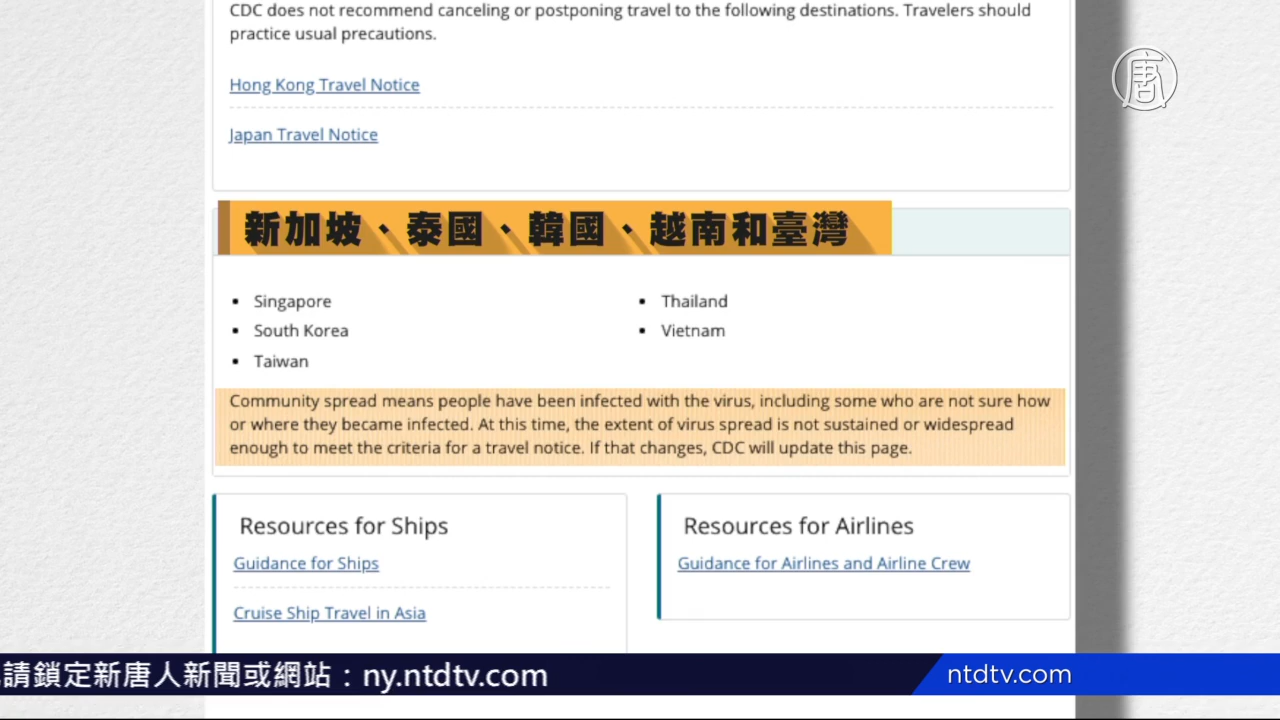 CDC does not recommend canceling or postponing travel to the following destinations. Travelers should
practice usual precautions.
Hong Kong Travel Notice
Japan Travel Notice
唐
新加坡、泰國、韓國、越南和臺灣
Singapore
Thailand
South Korea
Vietnam
Taiwan
Community spread means people have been infected with the virus, including some who are not sure how
or where they became infected. At this time, the extent of virus spread is not sustained or widespread
enough to meet the criteria for a travel notice. If that changes, CDC will update this page.
Resources for Ships
Resources for Airlines
Guidance for Ships
Guidance for Airlines and Airline Crew
Cruise Ship Travel in Asia
請鎖定新唐人新聞或網站：ny.ntdtv.com
ntdtv.com